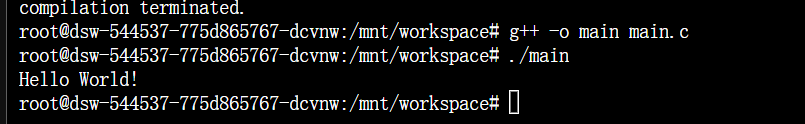 compilation terminated.
root@dsw-544537-775d865767-dcvnw:/mnt/workspace# g++ -o main main.c
root@dsw-544537-775d865767-dcvnw:/mnt/workspace# ./main
Hello World!
root@dsw-544537-775d865767-dcvnw:/mnt/workspace#